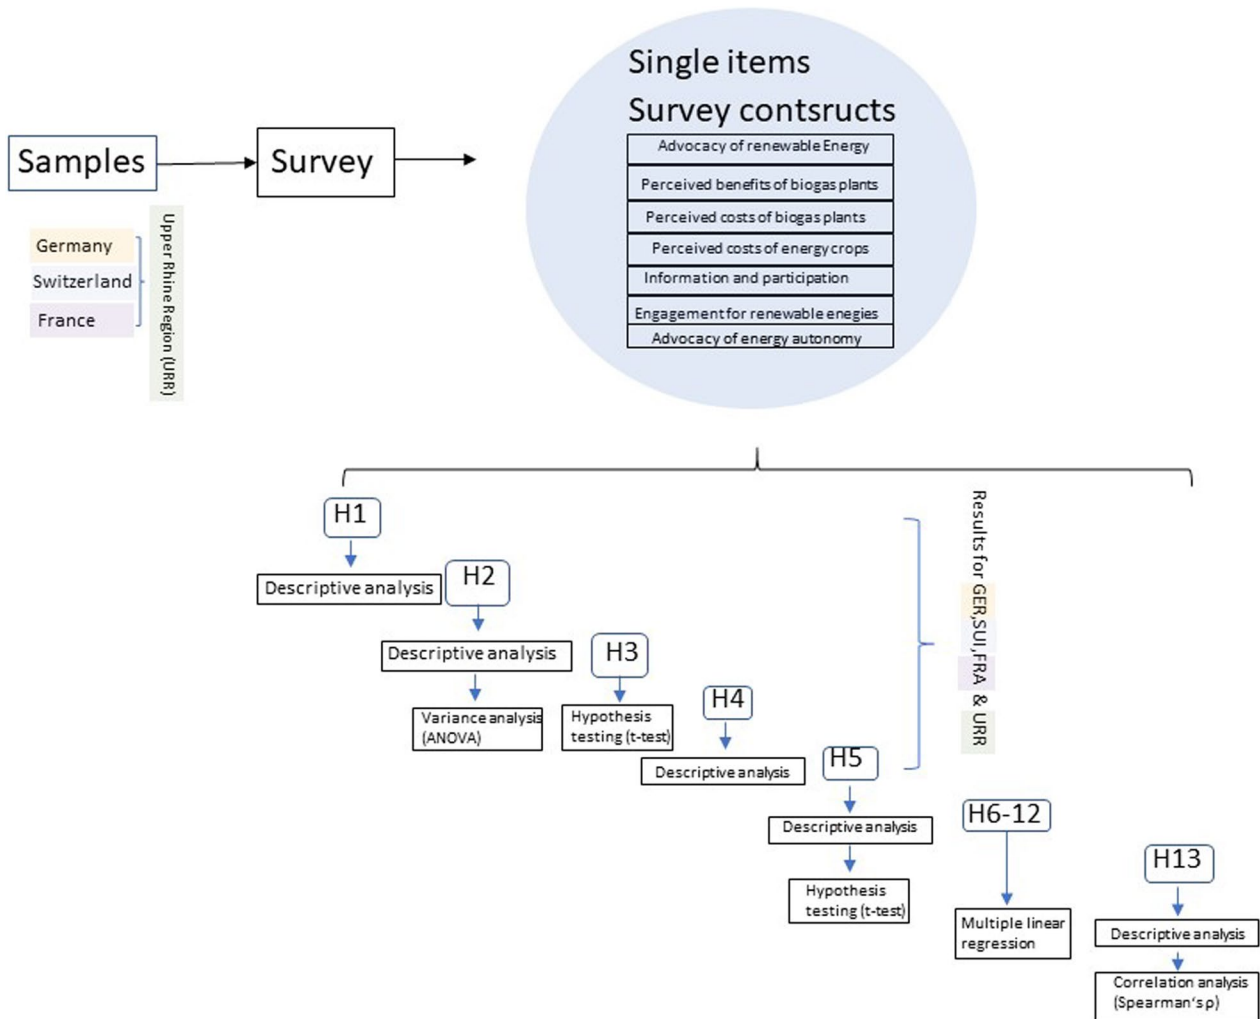 Single items
Survey contsructs
Samples
Survey
Advocacy of renewable Energy
Perceived benefits of biogas plants
Perceived costs of biogas plants
Perceived costs of energy crops
Information and participation
Engagement for renewable enegies
Advocacy of energy autonomy
Germany
Switzerland
France
Upper Rhine Region (URR)
H1
Descriptive analysis
H2
Descriptive analysis
Variance analysis
(ANOVA)
H3
Hypothesis
testing (t-test)
H4
Descriptive analysis
H5
Descriptive analysis
Hypothesis
testing (t-test)
Results for GER,SUI,FRA & URR
H6-12
Multiple linear
regression
H13
Descriptive analysis
Correlation analysis
(Spearman‘s ρ)